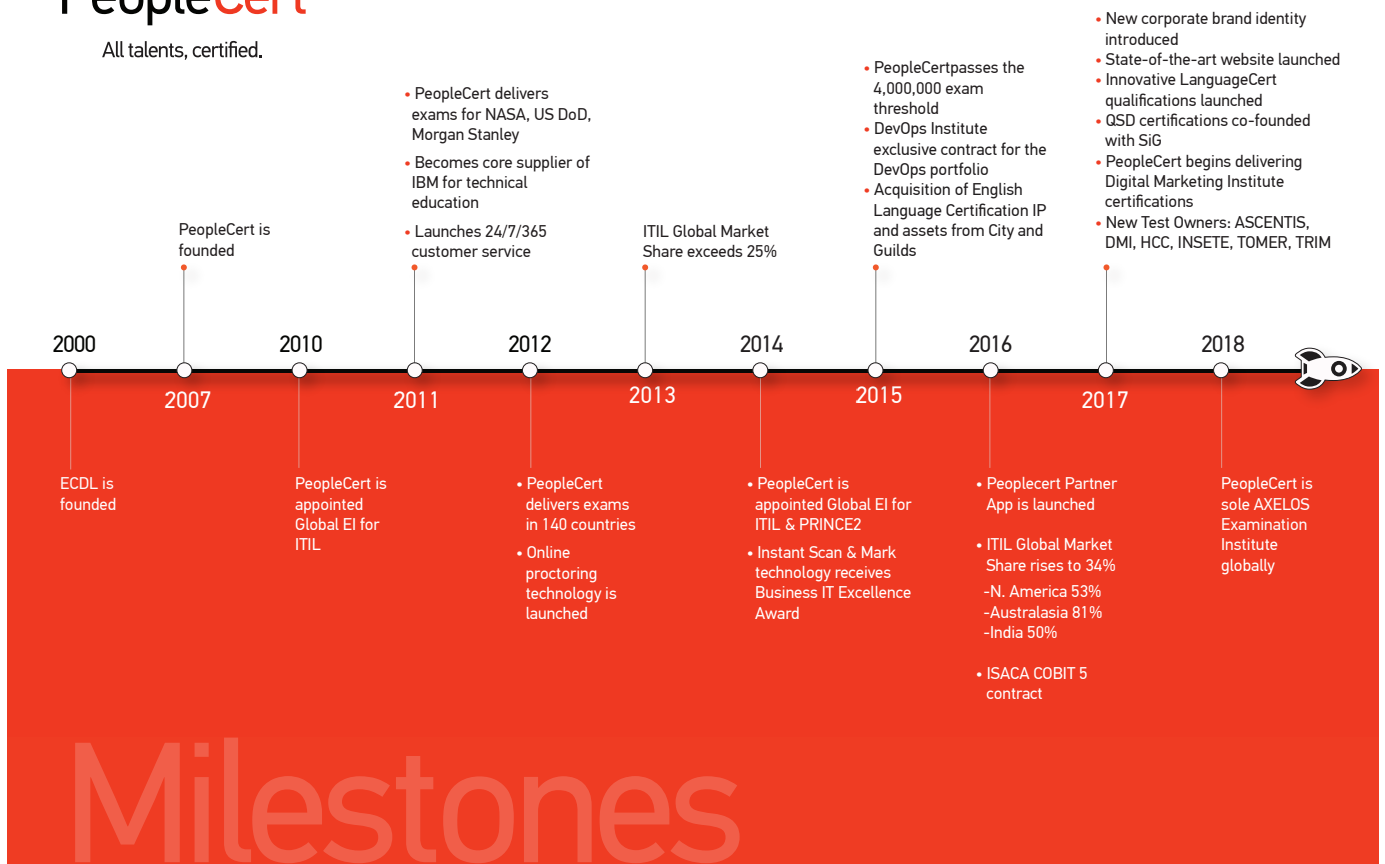 PeopleCert
All talents, certified.
PeopleCert is
founded
• PeopleCert delivers
exams for NASA, US DoD,
Morgan Stanley
• Becomes core supplier of
IBM for technical
education
• Launches 24/7/365
customer service
ITIL Global Market
Share exceeds 25%
• PeopleCertpasses the
4,000,000 exam
threshold
• DevOps Institute
exclusive contract for the
DevOps portfolio
• Acquisition of English
Language Certification IP
and assets from City and
Guilds
• New corporate brand identity
introduced
• State-of-the-art website launched
• Innovative LanguageCert
qualifications launched
• QSD certifications co-founded
with SiG
• PeopleCert begins delivering
Digital Marketing Institute
certifications
• New Test Owners: ASCENTIS,
DMI, HCC, INSETE, TOMER, TRIM
2000
2010
2012
2014
2016
2018
2007
2011
2013
2015
2017
ECDL is
founded
PeopleCert is
appointed
Global EI for
ITIL
• PeopleCert
delivers exams
in 140 countries
• Online
proctoring
technology is
launched
• PeopleCert is
appointed Global EI for
ITIL & PRINCE2
• Instant Scan & Mark
technology receives
Business IT Excellence
Award
• Peoplecert Partner
App is launched
• ITIL Global Market
Share rises to 34%
-N. America 53%
-Australasia 81%
-India 50%
• ISACA COBIT 5
contract
PeopleCert is
sole AXELOS
Examination
Institute
globally
Milestones